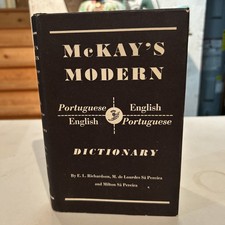 McKAY'S
MODERN
Portuguese English
English Portuguese
DICTIONARY
By E. L. Richardson, M. de Lourdes Sá Pereira
and Milton Sá Pereira